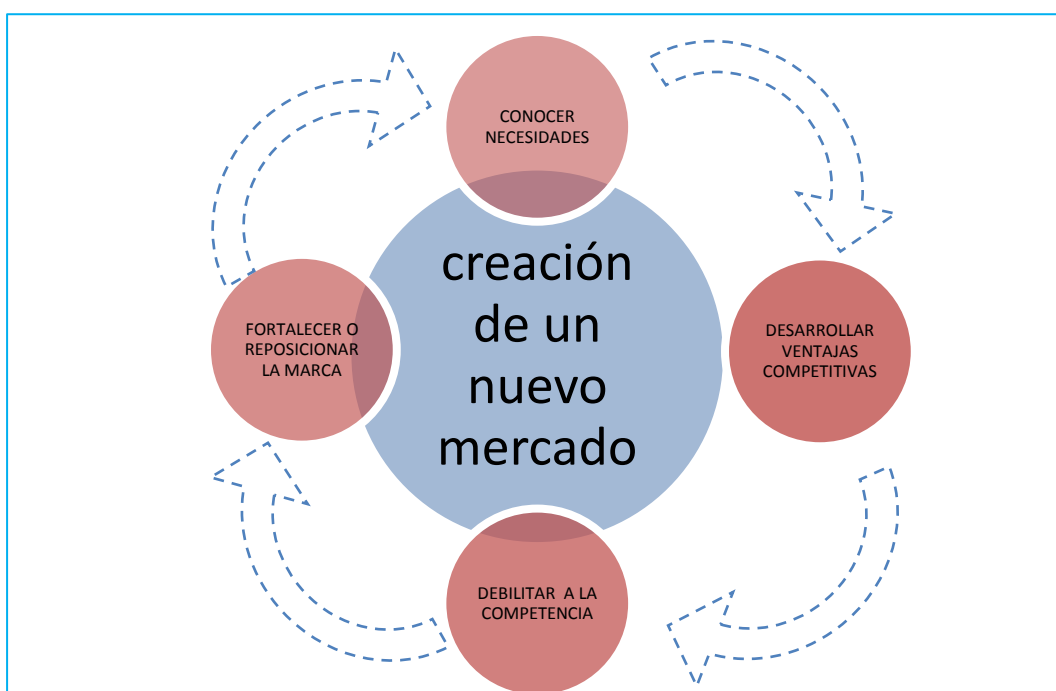 CONOCER
NECESIDADES
creación
de un
nuevo
mercado
DESARROLLAR
VENTAJAS
COMPETITIVAS
DEBILITAR A LA
COMPETENCIA
FORTALECER O
REPOSICIONAR
LA MARCA